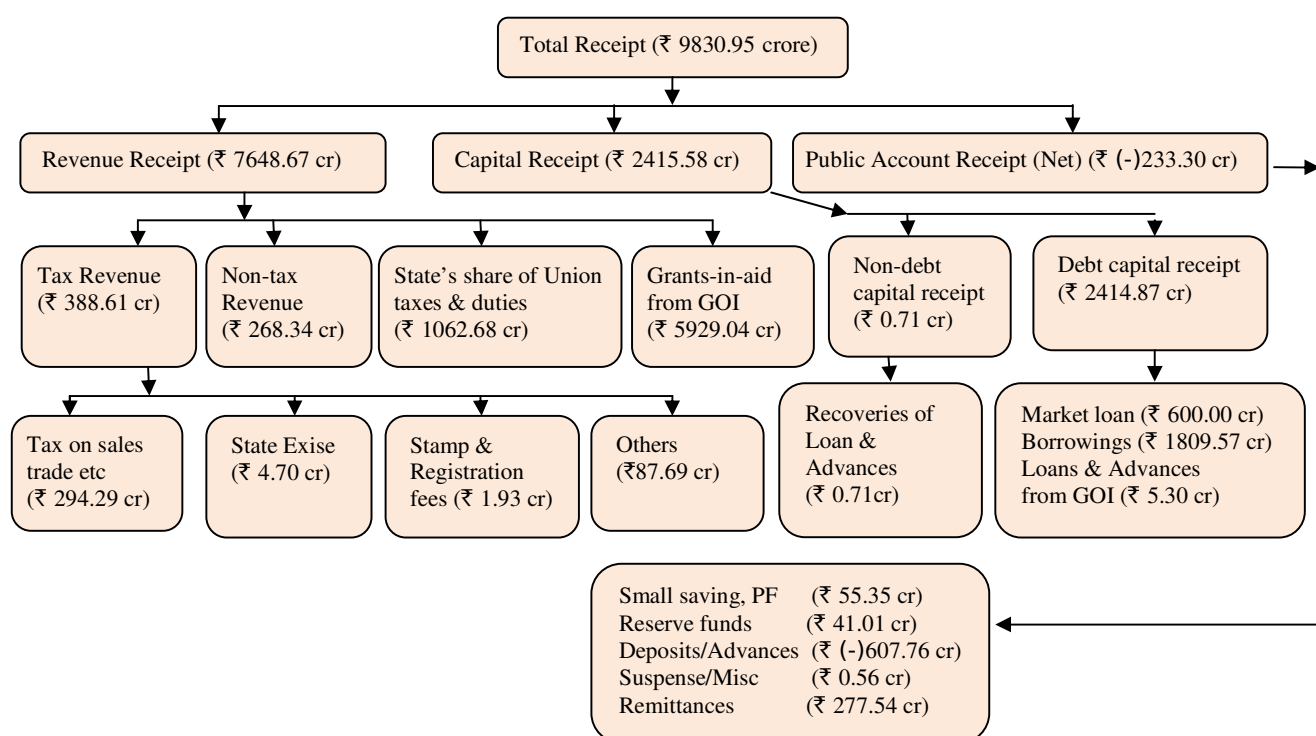 Total Receipt (₹ 9830.95 crore)
Revenue Receipt (₹ 7648.67 cr)
Capital Receipt (₹ 2415.58 cr)
Public Account Receipt (Net) (₹ (-)233.30 cr)
Tax Revenue
(₹ 388.61 cr)
Non-tax
Revenue
(₹ 268.34 cr)
State's share of Union
taxes & duties
(₹ 1062.68 cr)
Grants-in-aid
from GOI
(₹ 5929.04 cr)
Non-debt
capital receipt
(₹ 0.71 cr)
Debt capital receipt
(₹ 2414.87 cr)
Tax on sales
trade etc
(₹ 294.29 cr)
State Exise
(₹ 4.70 cr)
Stamp &
Registration
fees (₹ 1.93 cr)
Others
(₹87.69 cr)
Recoveries of
Loan &
Advances
(₹ 0.71cr)
Market loan (₹ 600.00 cr)
Borrowings (₹ 1809.57 cr)
Loans & Advances
from GOI (₹ 5.30 cr)
Small saving, PF (₹ 55.35 cr)
Reserve funds (₹ 41.01 cr)
Deposits/Advances (₹ (-)607.76 cr)
Suspense/Misc (₹ 0.56 cr)
Remittances (₹ 277.54 cr)